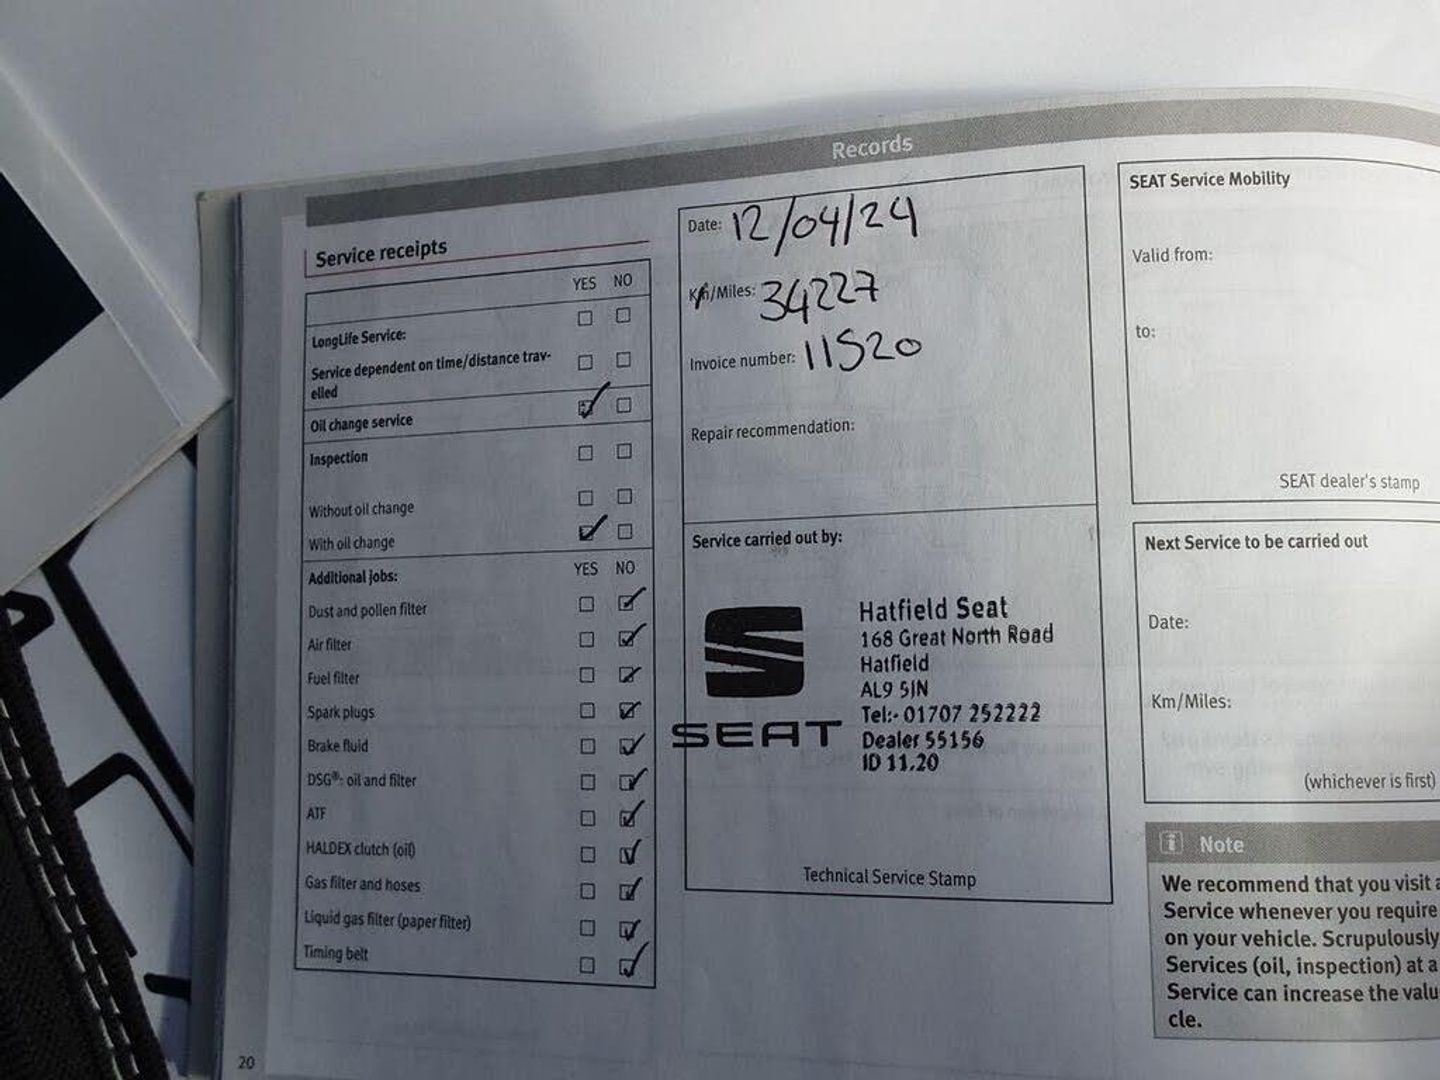 Records
Service receipts
YES NO
LongLife Service:
Service dependent on time/distance trav-
elled
Oil change service
Inspection
Without oil change
With oil change
Additional jobs: YES NO
Dust and pollen filter
Air filter
Fuel filter
Spark plugs
Brake fluid
DSG®: oil and filter
ATF
HALDEX clutch (oil)
Gas filter and hoses
Liquid gas filter (paper filter)
Timing belt
20
Date: 12/04/24
Km/Miles: 34227
Invoice number: 11520
Repair recommendation:
Service carried out by:
SEAT
Hatfield Seat
168 Great North Road
Hatfield
AL9 5JN
Tel:- 01707 252222
Dealer 55156
ID 11.20
Technical Service Stamp
SEAT Service Mobility
Valid from:
to:
SEAT dealer's stamp
Next Service to be carried out
Date:
Km/Miles:
(whichever is first)
Note
We recommend that you visit a
Service whenever you require
on your vehicle. Scrupulously
Services (oil, inspection) at a
Service can increase the valu
cle.